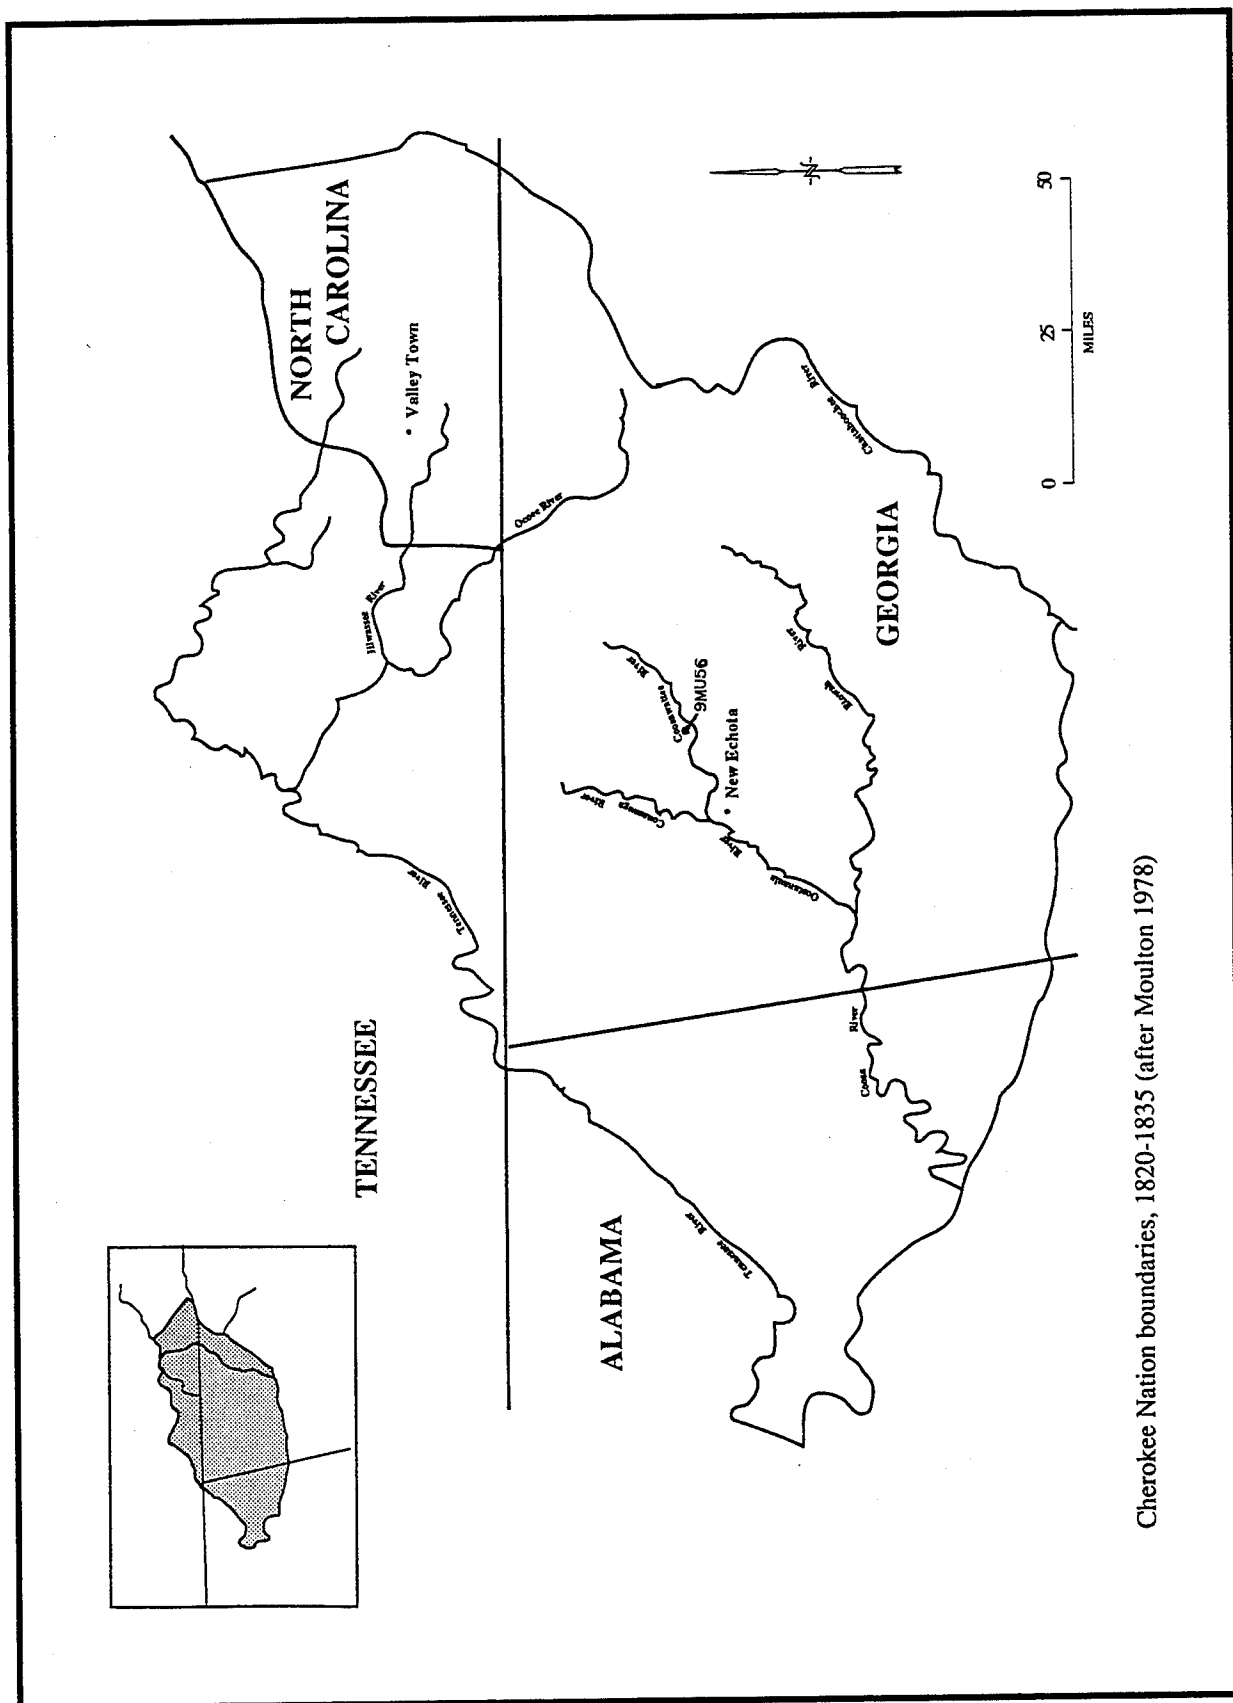 NORTH
CAROLINA
• Valley Town
TENNESSEE
Hiwassee River
Ocoee River
Tennessee River
ALABAMA
Tennessee River
Coosawattee River
9MU56
Conasauga River
• New Echota
Oostanaula River
Etowah River
GEORGIA
Chattahoochee River
Coosa River
N
0 25 50
MILES
Cherokee Nation boundaries, 1820-1835 (after Moulton 1978)